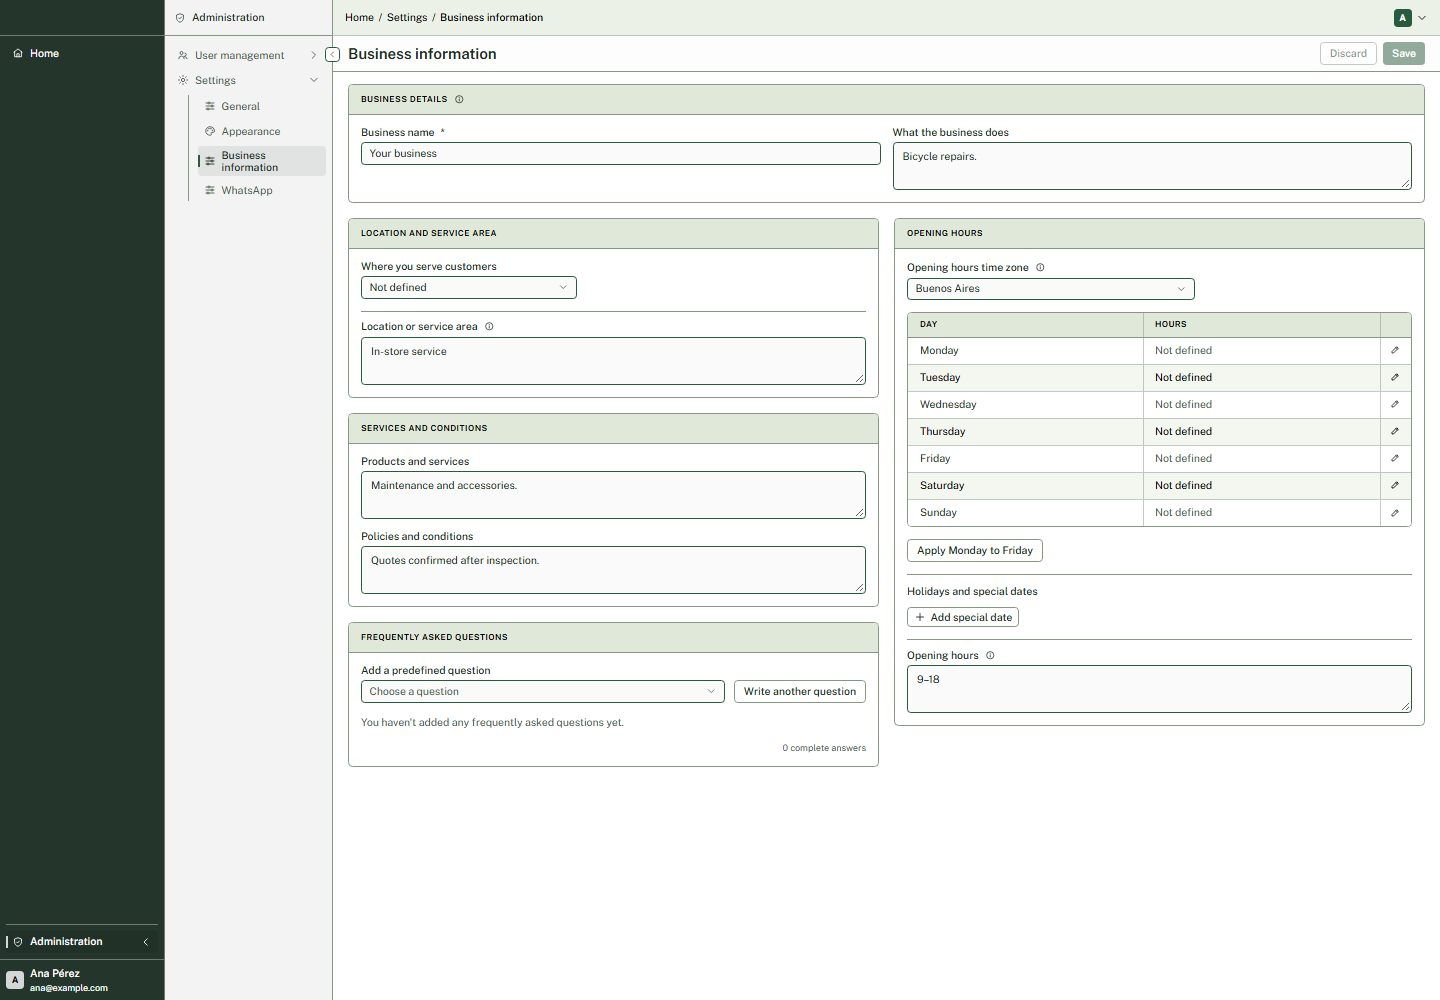 Administration
Home / Settings / Business information
A
Home
User management
Settings
General
Appearance
Business
information
WhatsApp
Business information
Discard
Save
BUSINESS DETAILS
Business name *
Your business
What the business does
Bicycle repairs.
LOCATION AND SERVICE AREA
Where you serve customers
Not defined
Location or service area
In-store service
SERVICES AND CONDITIONS
Products and services
Maintenance and accessories.
Policies and conditions
Quotes confirmed after inspection.
FREQUENTLY ASKED QUESTIONS
Add a predefined question
Choose a question
Write another question
You haven't added any frequently asked questions yet.
0 complete answers
OPENING HOURS
Opening hours time zone
Buenos Aires
DAY HOURS
Monday Not defined
Tuesday Not defined
Wednesday Not defined
Thursday Not defined
Friday Not defined
Saturday Not defined
Sunday Not defined
Apply Monday to Friday
Holidays and special dates
Add special date
Opening hours
9–18
Administration
A
Ana Pérez
ana@example.com